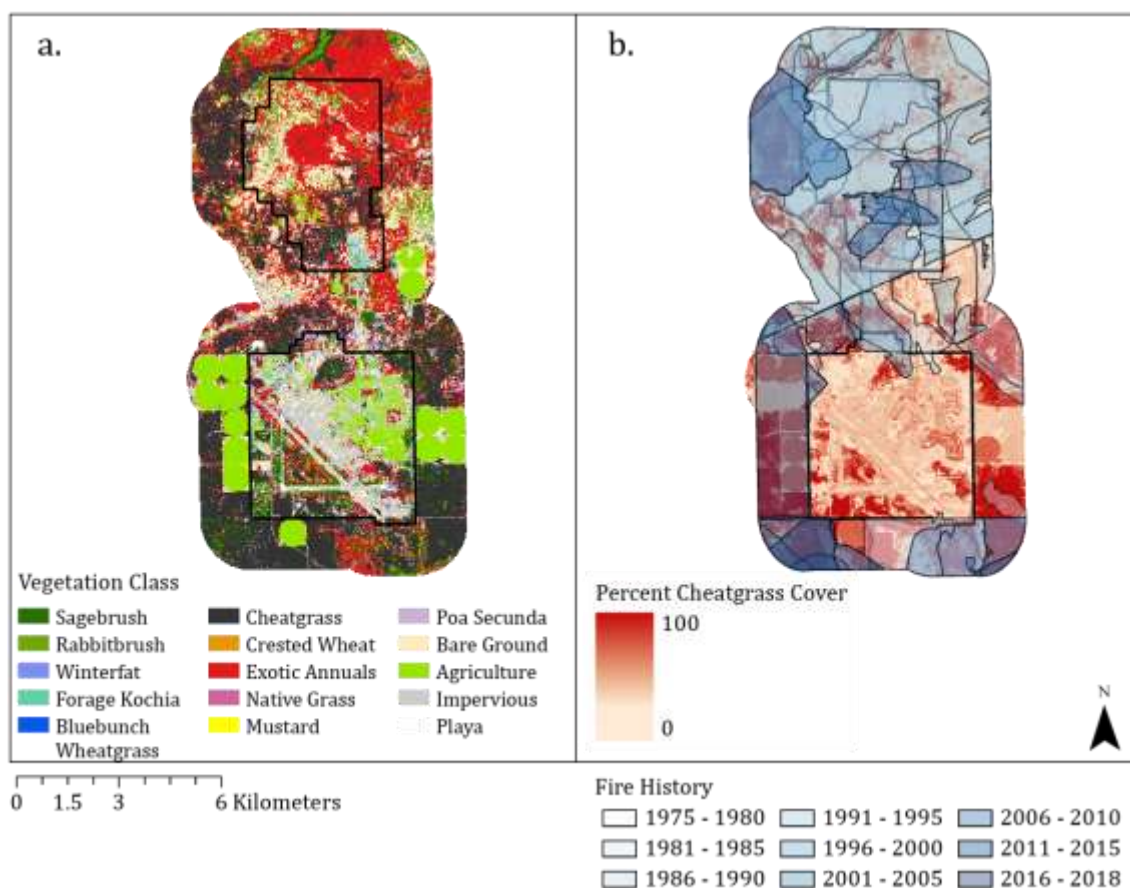 a.
b.
Vegetation Class
Sagebrush
Cheatgrass
Poa Secunda
Rabbitbrush
Crested Wheat
Bare Ground
Winterfat
Exotic Annuals
Agriculture
Forage Kochia
Native Grass
Impervious
Bluebunch
Wheatgrass
Mustard
Playa
Percent Cheatgrass Cover
100
0
N
0 1.5 3 6 Kilometers
Fire History
1975 - 1980 1991 - 1995 2006 - 2010
1981 - 1985 1996 - 2000 2011 - 2015
1986 - 1990 2001 - 2005 2016 - 2018